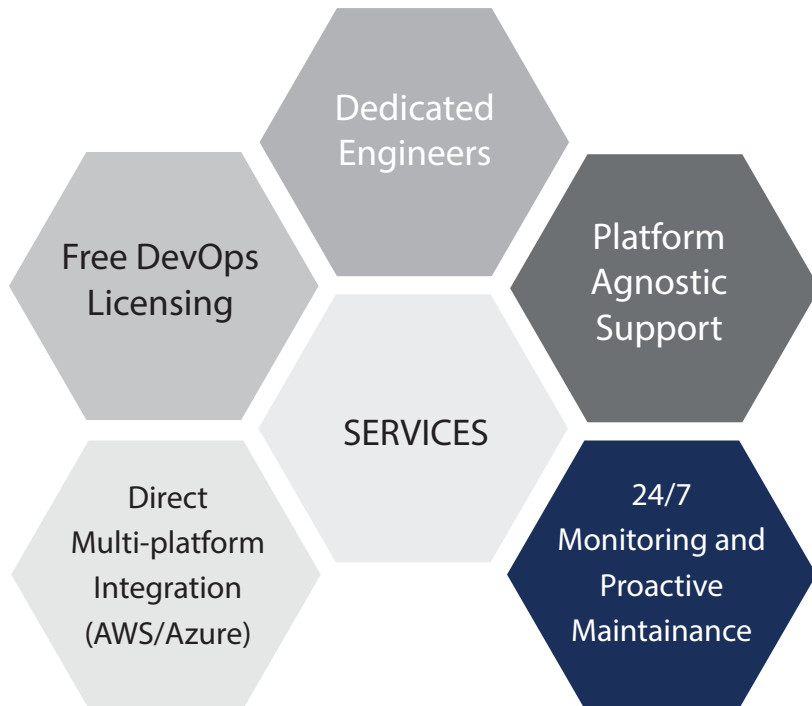 Dedicated
Engineers
Free DevOps
Licensing
Platform
Agnostic
Support
SERVICES
Direct
Multi-platform
Integration
(AWS/Azure)
24/7
Monitoring and
Proactive
Maintainance